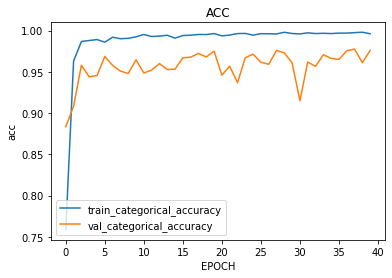 ACC
1.00
0.95
0.90
0.85
0.80
0.75
acc
train_categorical_accuracy
val_categorical_accuracy
0 5 10 15 20 25 30 35 40
EPOCH